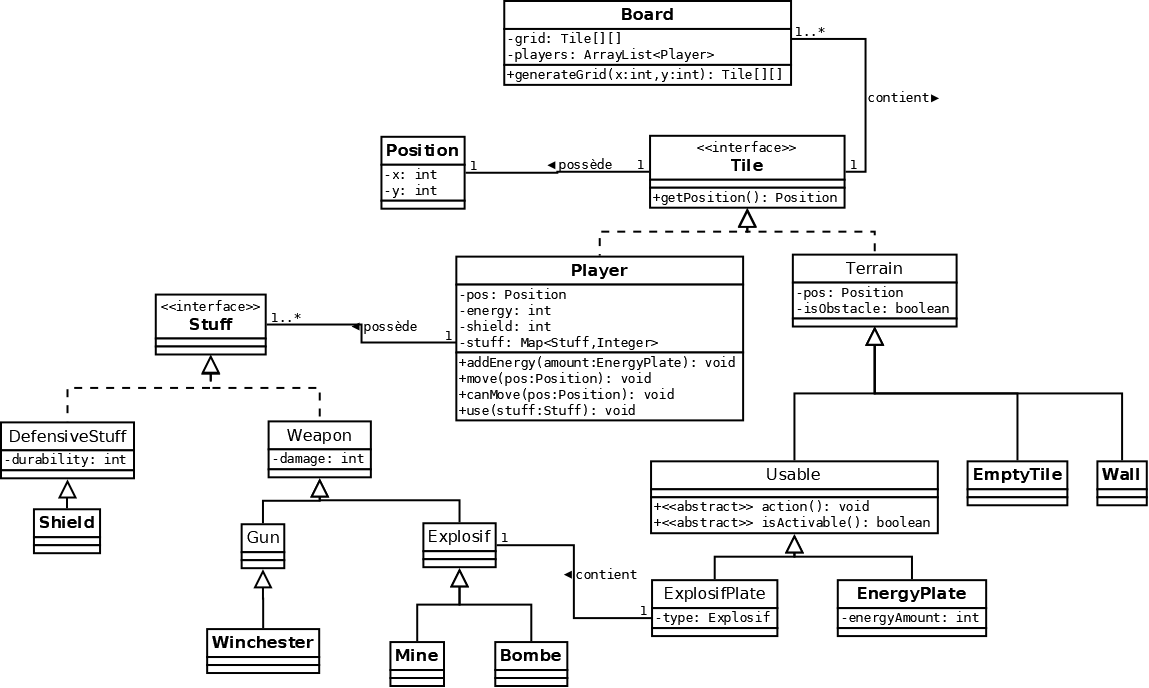 Board
-grid: Tile[][]
-players: ArrayList<Player>
+generateGrid(x:int,y:int): Tile[][]
1..*
contient►
Position
-x: int
-y: int
1
◄possède
1
<<interface>>
Tile
+getPosition(): Position
1
Player
-pos: Position
-energy: int
-shield: int
-stuff: Map<Stuff,Integer>
+addEnergy(amount:EnergyPlate): void
+move(pos:Position): void
+canMove(pos:Position): void
+use(stuff:Stuff): void
Terrain
-pos: Position
-isObstacle: boolean
<<interface>>
Stuff
1..*
◄possède
1
DefensiveStuff
-durability: int
Weapon
-damage: int
Shield
Gun
Explosif
1
◄contient
1
Usable
+<<abstract>> action(): void
+<<abstract>> isActivable(): boolean
EmptyTile
Wall
ExplosifPlate
-type: Explosif
EnergyPlate
-energyAmount: int
Winchester
Mine
Bombe